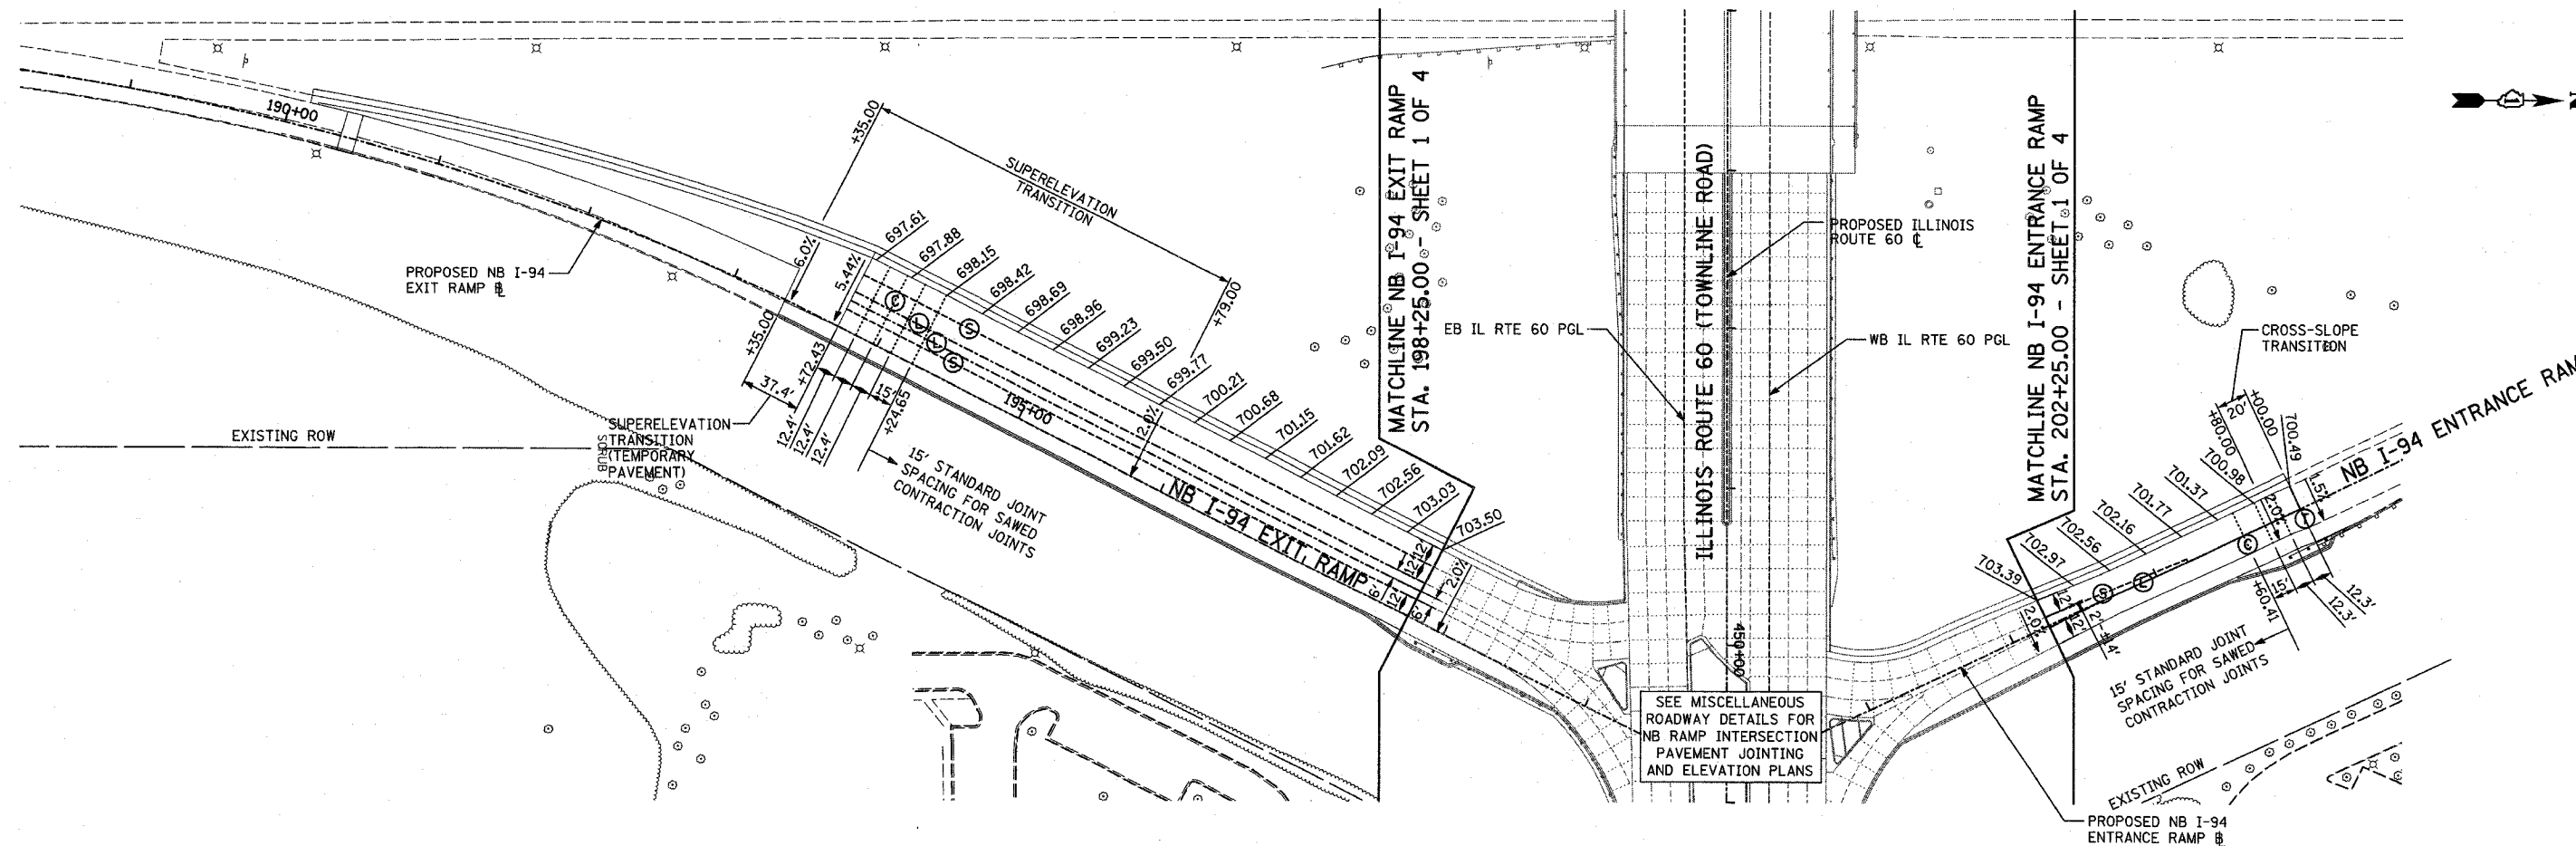 190+00
PROPOSED NB I-94
EXIT RAMP ℄
EXISTING ROW
+35.00
SUPERELEVATION
TRANSITION
+79.00
6.0%
5.44%
697.61
697.88
698.15
698.42
698.69
698.96
699.23
699.50
699.77
700.21
700.68
701.15
701.62
702.09
702.56
703.03
703.50
C
L
L
S
S
+35.00
37.4'
+72.43
12.4'
12.4'
12.4'
15'
+24.65
SUPERELEVATION
TRANSITION
(TEMPORARY
PAVEMENT)
SCRUB
15' STANDARD JOINT
SPACING FOR SAWED
CONTRACTION JOINTS
195+00
2.0%
NB I-94 EXIT RAMP
12'
12'
2.0%
6'
12'
6'
MATCHLINE NB I-94 EXIT RAMP
STA. 198+25.00 - SHEET 1 OF 4
EB IL RTE 60 PGL
ILLINOIS ROUTE 60 (TOWNLINE ROAD)
PROPOSED ILLINOIS
ROUTE 60 ℄
WB IL RTE 60 PGL
450+00
SEE MISCELLANEOUS
ROADWAY DETAILS FOR
NB RAMP INTERSECTION
PAVEMENT JOINTING
AND ELEVATION PLANS
MATCHLINE NB I-94 ENTRANCE RAMP
STA. 202+25.00 - SHEET 1 OF 4
CROSS-SLOPE
TRANSITION
NB I-94 ENTRANCE RAM
+80.00
20'
+00.00
700.49
700.98
701.37
701.77
702.16
702.56
702.97
703.39
2.0%
1.5%
2.0%
12'
12'
S
L
C
T
+60.41
15'
12.3'
12.3'
15' STANDARD JOINT
SPACING FOR SAWED
CONTRACTION JOINTS
EXISTING ROW
PROPOSED NB I-94
ENTRANCE RAMP ℄
N